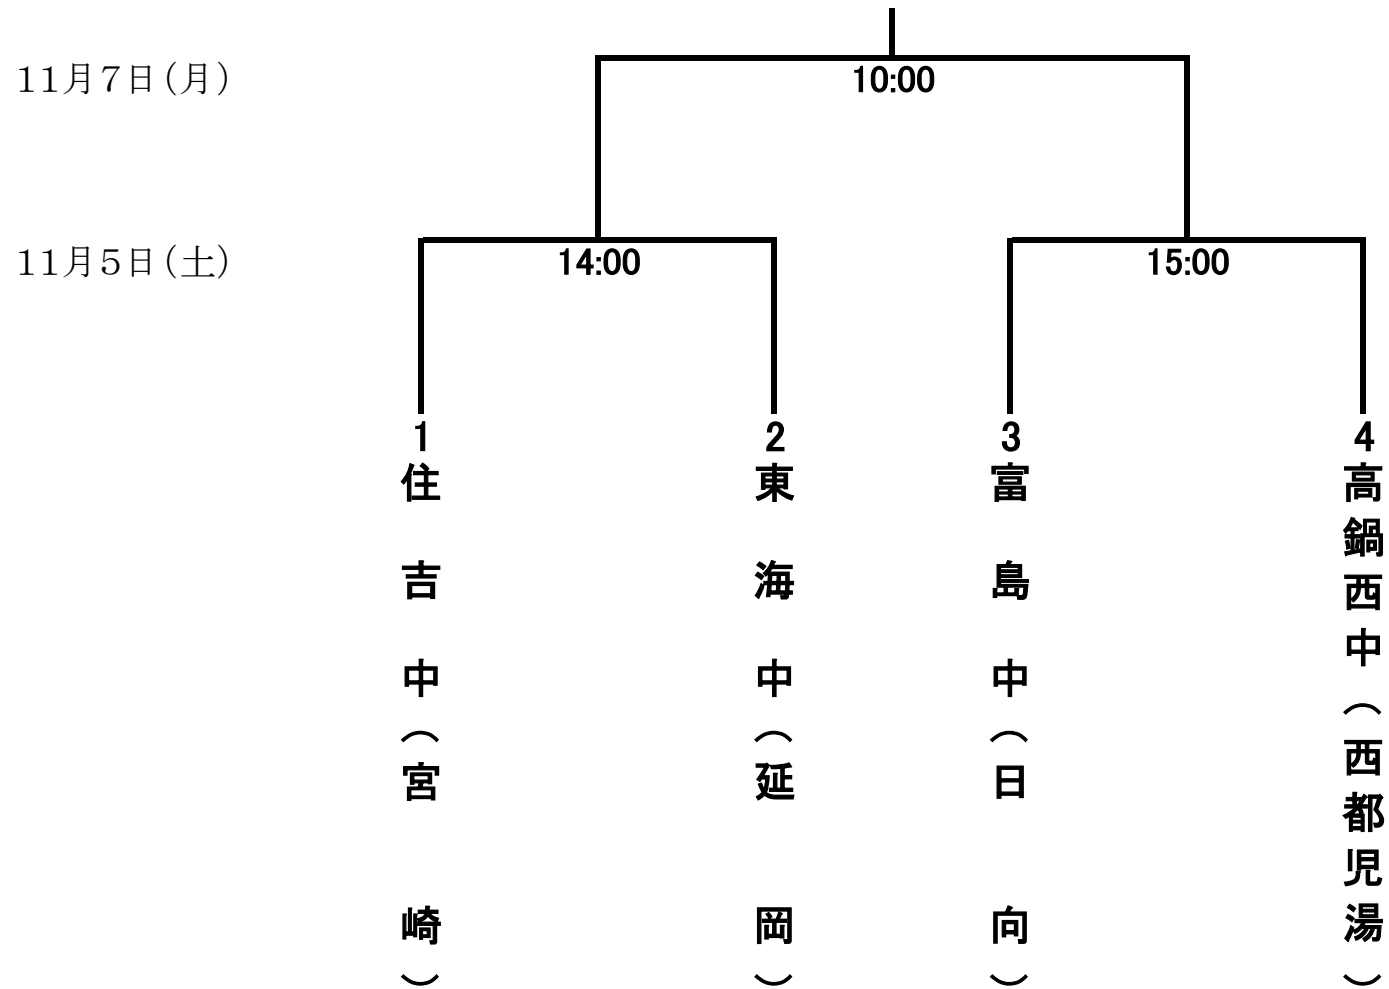 11月7日(月)
10:00
11月5日(土)
14:00
15:00
1
住吉中(宮崎)
2
東海中(延岡)
3
富島中(日向)
4
高鍋西中(西都児湯)